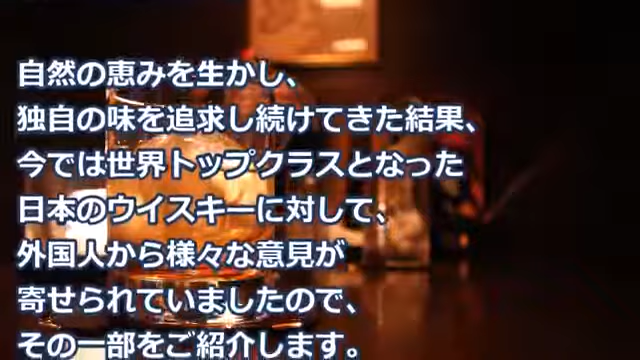 自然の恵みを生かし、
独自の味を追求し続けてきた結果、
今では世界トップクラスとなった
日本のウイスキーに対して、
外国人から様々な意見が
寄せられていましたので、
その一部をご紹介します。